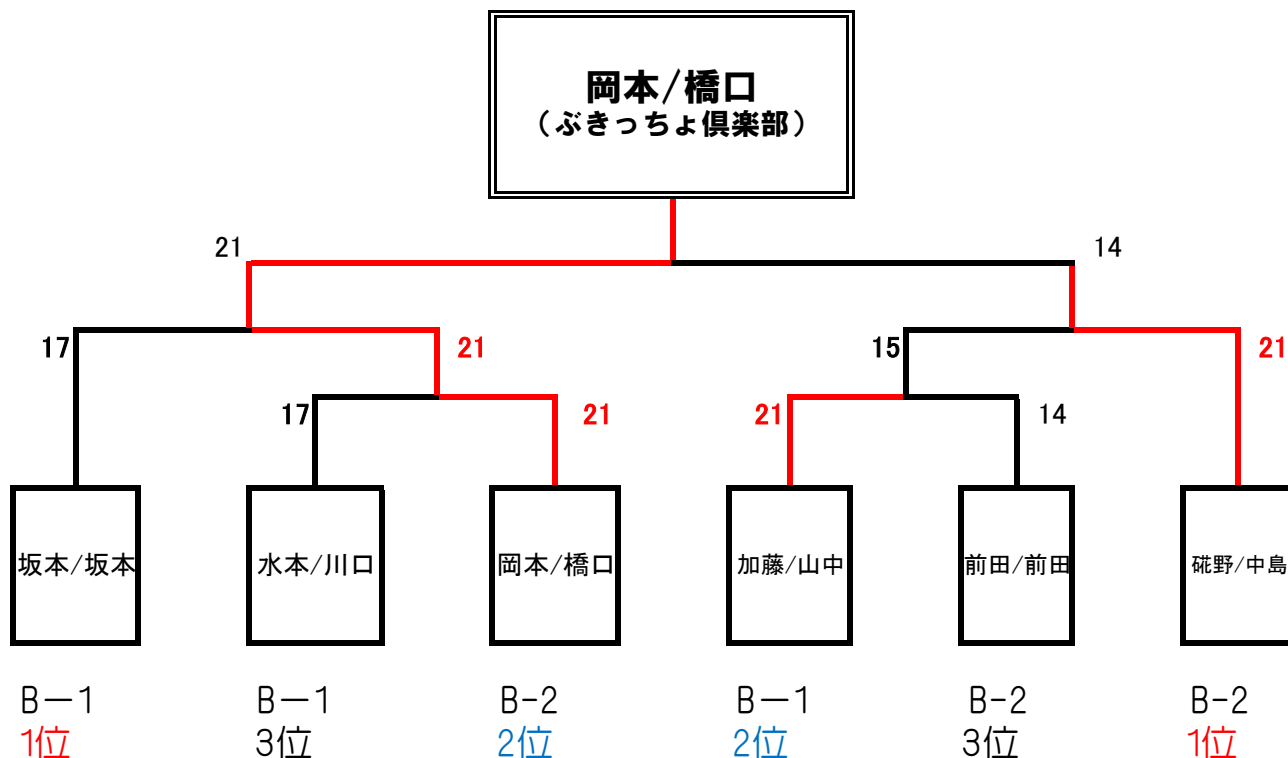 岡本/橋口
（ぶきっちょ倶楽部）
21
14
17
21
15
21
17
21
21
14
坂本/坂本
水本/川口
岡本/橋口
加藤/山中
前田/前田
硴野/中島
B－1
B－1
B-2
B－1
B-2
B-2
1位
3位
2位
2位
3位
1位